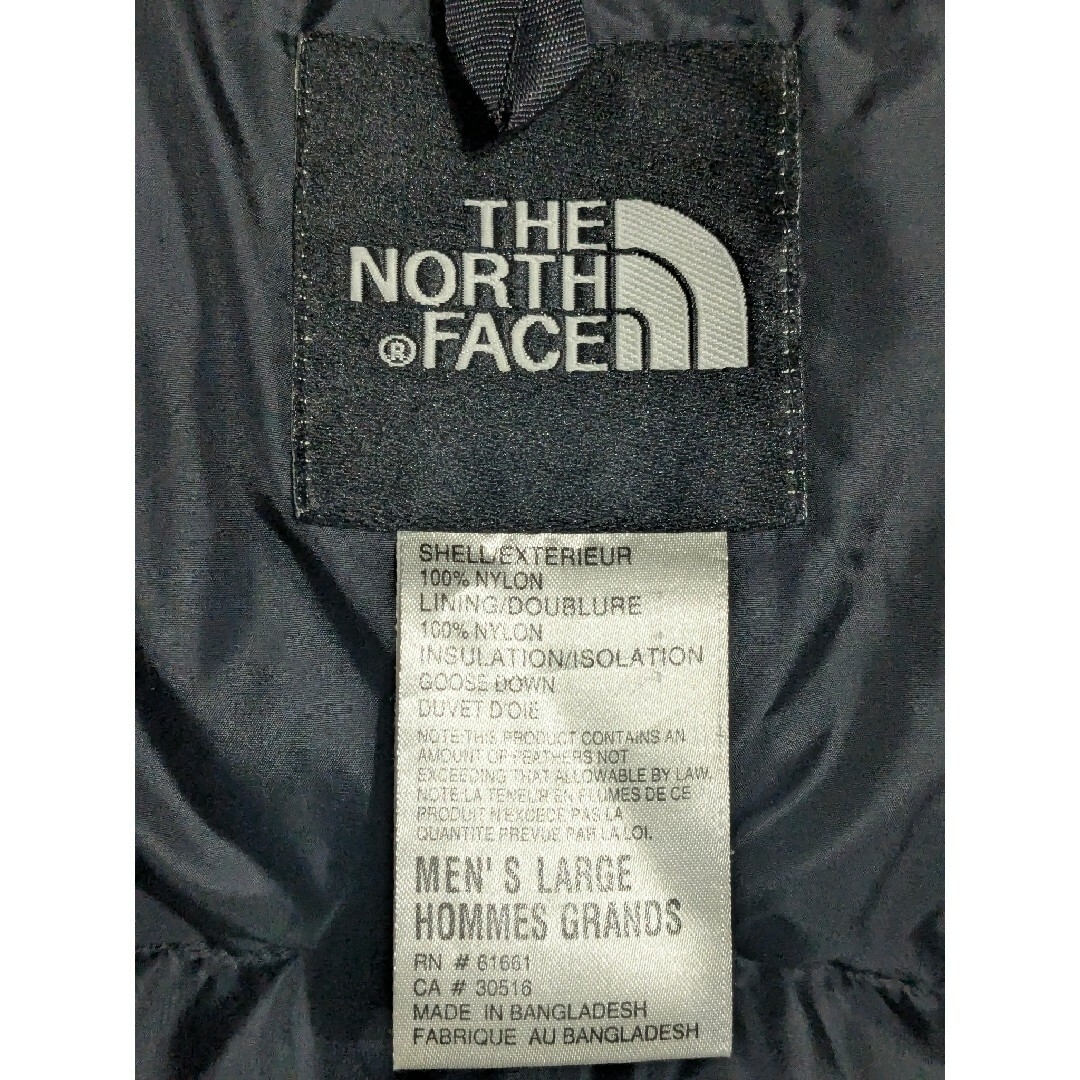 THE
NORTH
®FACE
SHELL/EXTERIEUR
100% NYLON
LINING/DOUBLURE
100% NYLON
INSULATION/ISOLATION
GOOSE DOWN
DUVET D'OIE
NOTE:THIS PRODUCT CONTAINS AN
AMOUNT OF FEATHERS NOT
EXCEEDING THAT ALLOWABLE BY LAW.
NOTE:LA TENEUR EN PLUMES DE CE
PRODUIT N'EXCEDE PAS LA
QUANTITE PREVUE PAR LA LOI.
MEN'S LARGE
HOMMES GRANDS
RN # 61661
CA # 30516
MADE IN BANGLADESH
FABRIQUE AU BANGLADESH